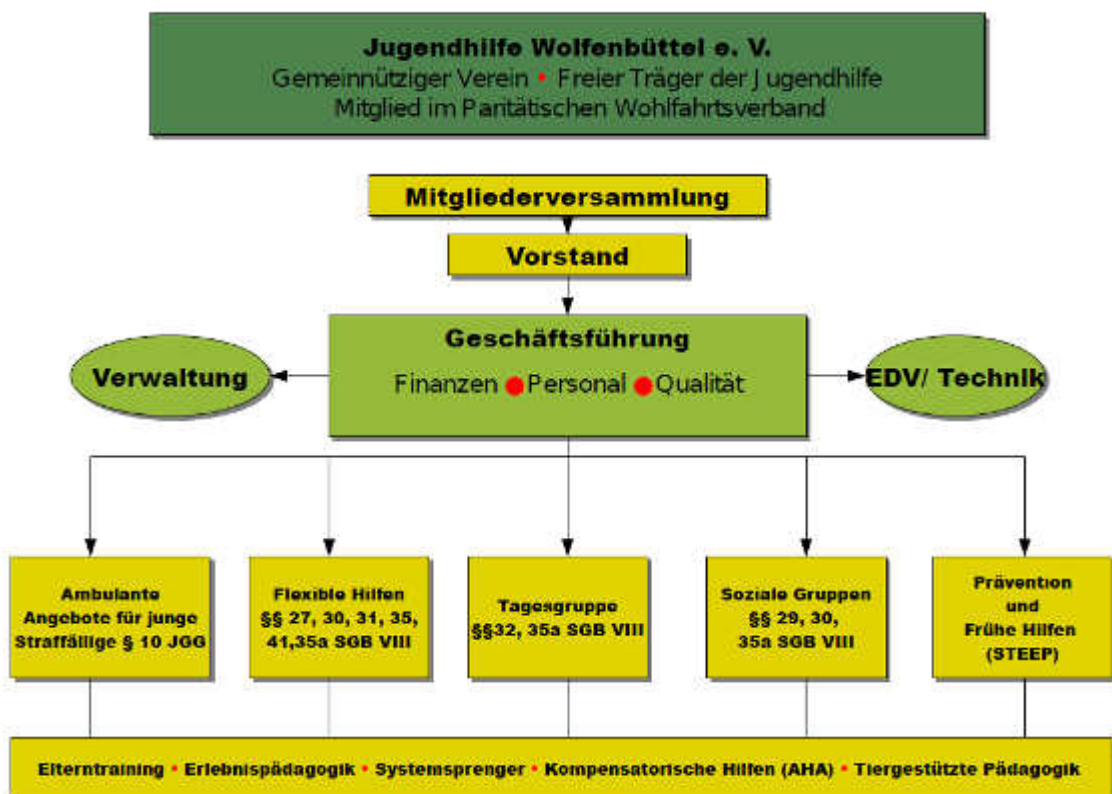 Jugendhilfe Wolfenbüttel e. V.
Gemeinnütziger Verein • Freier Träger der Jugendhilfe
Mitglied im Paritätischen Wohlfahrtsverband
Mitgliederversammlung
Vorstand
Geschäftsführung
Finanzen ● Personal ● Qualität
Verwaltung
EDV/ Technik
Ambulante
Angebote für junge
Straffällige § 10 JGG
Flexible Hilfen
§§ 27, 30, 31, 35,
41,35a SGB VIII
Tagesgruppe
§§32, 35a SGB VIII
Soziale Gruppen
§§ 29, 30,
35a SGB VIII
Prävention
und
Frühe Hilfen
(STEEP)
Elterntraining • Erlebnispädagogik • Systemsprenger • Kompensatorische Hilfen (AHA) • Tiergestützte Pädagogik